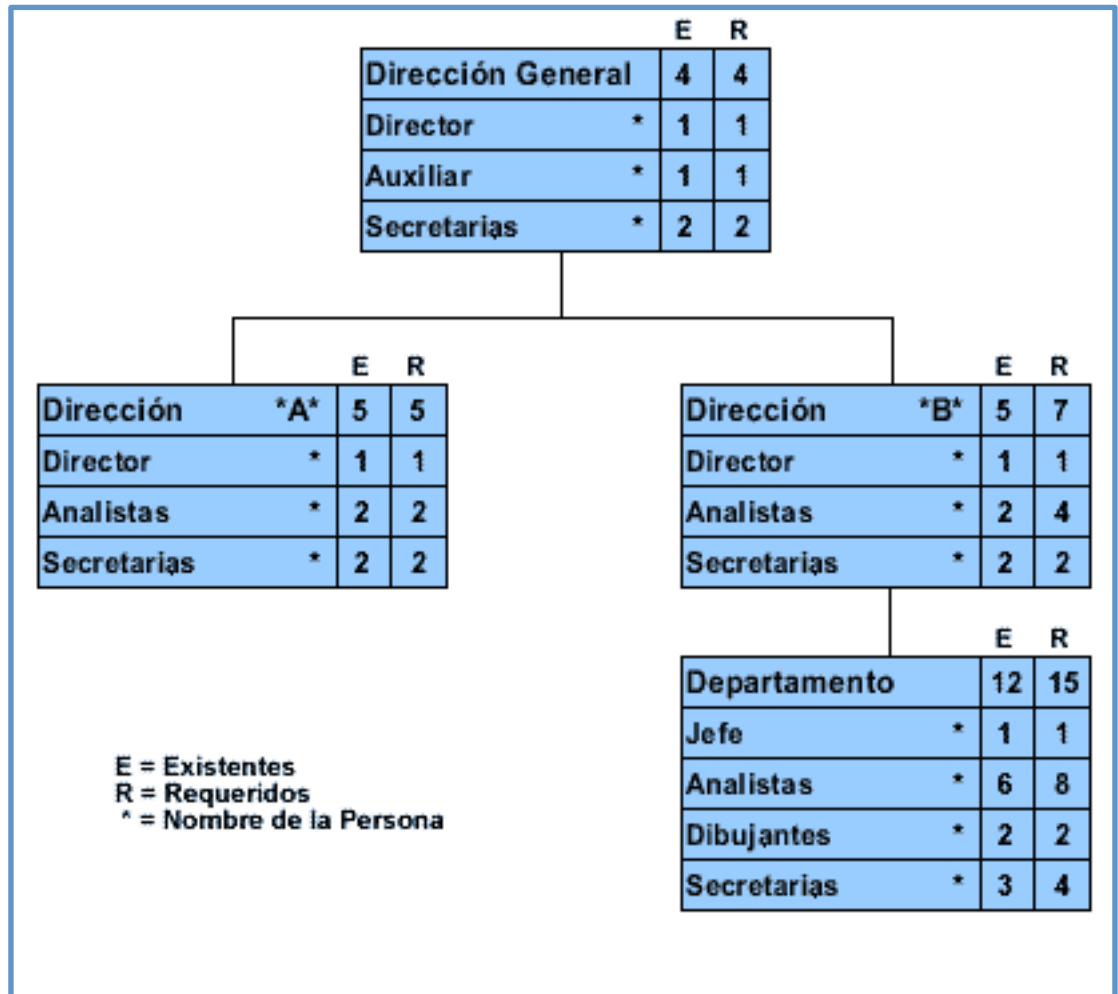 E R
Dirección General 4 4
Director * 1 1
Auxiliar * 1 1
Secretarias * 2 2
E R
Dirección *A* 5 5
Director * 1 1
Analistas * 2 2
Secretarias * 2 2
E R
Dirección *B* 5 7
Director * 1 1
Analistas * 2 4
Secretarias * 2 2
E R
Departamento 12 15
Jefe * 1 1
Analistas * 6 8
Dibujantes * 2 2
Secretarias * 3 4
E = Existentes
R = Requeridos
* = Nombre de la Persona